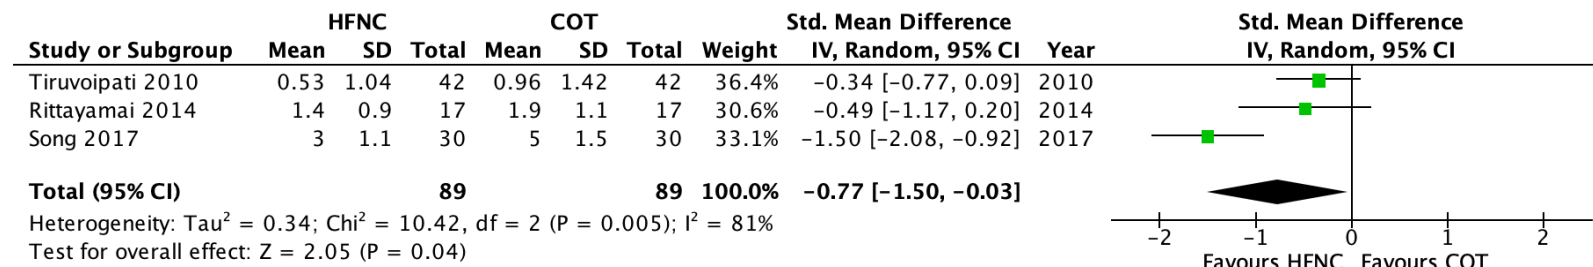 HFNC COT Std. Mean Difference Std. Mean Difference
Study or Subgroup Mean SD Total Mean SD Total Weight IV, Random, 95% CI Year IV, Random, 95% CI
Tiruvoipati 2010 0.53 1.04 42 0.96 1.42 42 36.4% −0.34 [−0.77, 0.09] 2010
Rittayamai 2014 1.4 0.9 17 1.9 1.1 17 30.6% −0.49 [−1.17, 0.20] 2014
Song 2017 3 1.1 30 5 1.5 30 33.1% −1.50 [−2.08, −0.92] 2017
Total (95% CI) 89 89 100.0% −0.77 [−1.50, −0.03]
Heterogeneity: Tau² = 0.34; Chi² = 10.42, df = 2 (P = 0.005); I² = 81%
Test for overall effect: Z = 2.05 (P = 0.04)
−2 −1 0 1 2
Favours HFNC Favours COT